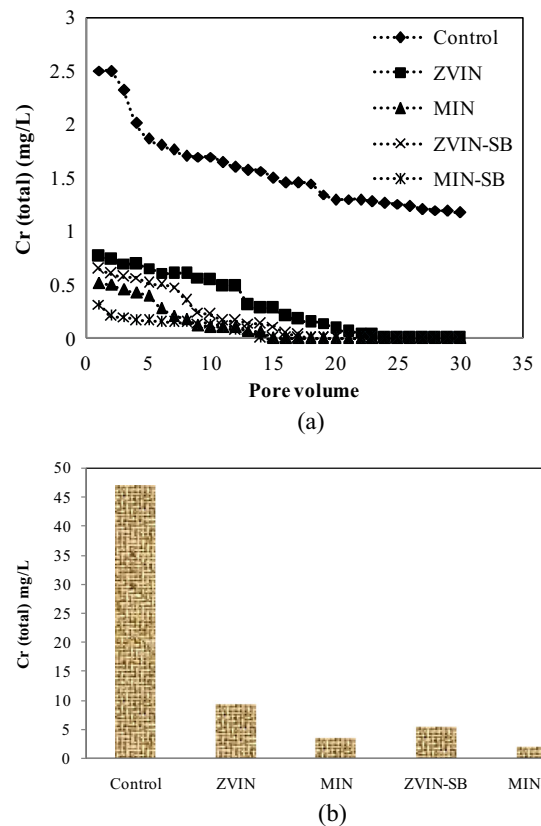 3
2.5
2
1.5
1
0.5
0
Cr (total) (mg/L)
Control
ZVIN
MIN
ZVIN-SB
MIN-SB
0 5 10 15 20 25 30 35
Pore volume
(a)
50
45
40
35
30
25
20
15
10
5
0
Cr (total) mg/L
Control ZVIN MIN ZVIN-SB MIN
(b)